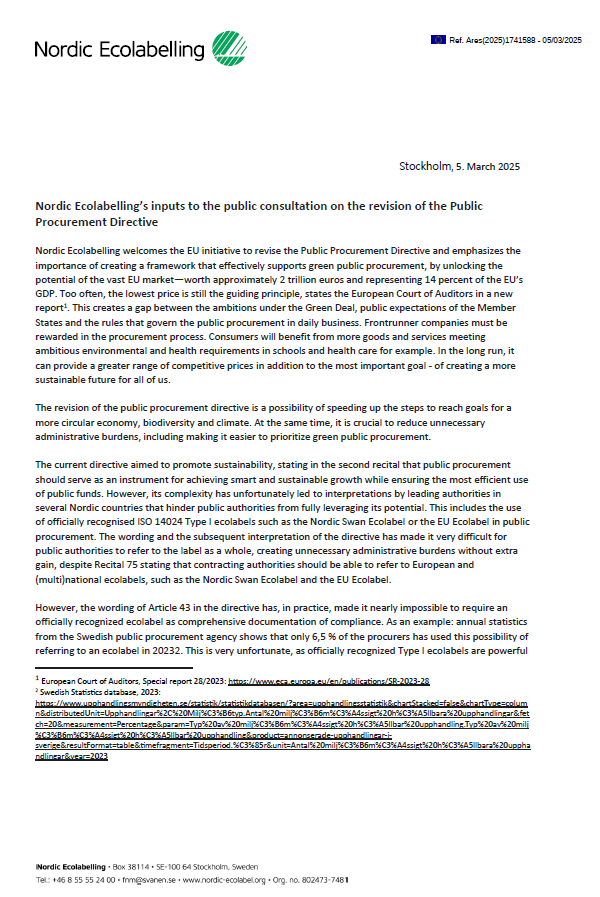 Nordic Ecolabelling
Ref. Ares(2025)1741588 - 05/03/2025
Stockholm, 5. March 2025
Nordic Ecolabelling's inputs to the public consultation on the revision of the Public
Procurement Directive
Nordic Ecolabelling welcomes the EU initiative to revise the Public Procurement Directive and emphasizes the
importance of creating a framework that effectively supports green public procurement, by unlocking the
potential of the vast EU market—worth approximately 2 trillion euros and representing 14 percent of the EU's
GDP. Too often, the lowest price is still the guiding principle, states the European Court of Auditors in a new
report¹. This creates a gap between the ambitions under the Green Deal, public expectations of the Member
States and the rules that govern the public procurement in daily business. Frontrunner companies must be
rewarded in the procurement process. Consumers will benefit from more goods and services meeting
ambitious environmental and health requirements in schools and health care for example. In the long run, it
can provide a greater range of competitive prices in addition to the most important goal - of creating a more
sustainable future for all of us.
The revision of the public procurement directive is a possibility of speeding up the steps to reach goals for a
more circular economy, biodiversity and climate. At the same time, it is crucial to reduce unnecessary
administrative burdens, including making it easier to prioritize green public procurement.
The current directive aimed to promote sustainability, stating in the second recital that public procurement
should serve as an instrument for achieving smart and sustainable growth while ensuring the most efficient use
of public funds. However, its complexity has unfortunately led to interpretations by leading authorities in
several Nordic countries that hinder public authorities from fully leveraging its potential. This includes the
use of officially recognised ISO 14024 Type I ecolabels such as the Nordic Swan Ecolabel or the EU Ecolabel in public
procurement. The wording and the subsequent interpretation of the directive has made it very difficult for
public authorities to refer to the label as a whole, creating unnecessary administrative burdens without extra
gain, despite Recital 75 stating that contracting authorities should be able to refer to European and
(multi)national ecolabels, such as the Nordic Swan Ecolabel and the EU Ecolabel.
However, the wording of Article 43 in the directive has, in practice, made it nearly impossible to require an
officially recognized ecolabel as comprehensive documentation of compliance. As an example: annual statistics
from the Swedish public procurement agency shows that only 6,5 % of the procurers has used this possibility of
referring to an ecolabel in 20232. This is very unfortunate, as officially recognized Type I ecolabels are powerful
¹ European Court of Auditors, Special report 28/2023: https://www.eca.europa.eu/en/publications/SR-2023-28
² Swedish Statistics database, 2023:
https://www.upphandlingsmyndigheten.se/statistik/statistikdatabasen/?area=upphandlingsstatistik&chartStacked=false&chartType=colum
n&distributedUnit=Upphandlingar%2C%20Milj%C3%B6typ.Antal%20milj%C3%B6m%C3%A4ssigt%20h%C3%A5llbara%20upphandlingar&fet
ch=20&measurement=Percentage&param=Typ%20av%20milj%C3%B6m%C3%A4ssigt%20h%C3%A5llbar%20upphandling.Typ%20av%20milj
%C3%B6m%C3%A4ssigt%20h%C3%A5llbar%20upphandling&product=annonserade-upphandlingar-i-
sverige&resultFormat=table&timefragment=Tidsperiod.%C3%85r&unit=Antal%20milj%C3%B6m%C3%A4ssigt%20h%C3%A5llbara%20uppha
ndlingar&year=2023
Nordic Ecolabelling • Box 38114 • SE-100 64 Stockholm, Sweden
Tel.: +46 8 55 55 24 00 • fnm@svanen.se • www.nordic-ecolabel.org • Org. no. 802473-7481